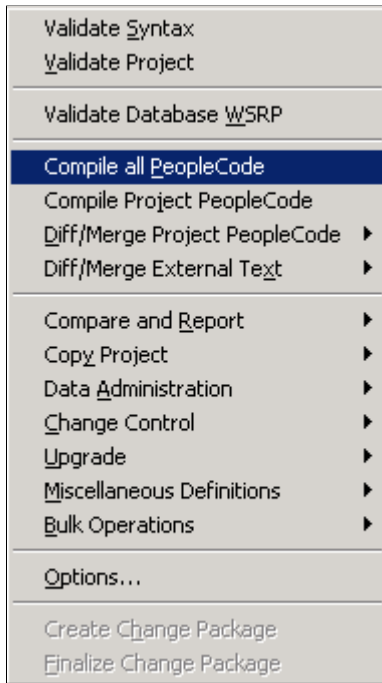 Validate Syntax
Validate Project
Validate Database WSRP
Compile all PeopleCode
Compile Project PeopleCode
Diff/Merge Project PeopleCode
Diff/Merge External Text
Compare and Report
Copy Project
Data Administration
Change Control
Upgrade
Miscellaneous Definitions
Bulk Operations
Options...
Create Change Package
Finalize Change Package